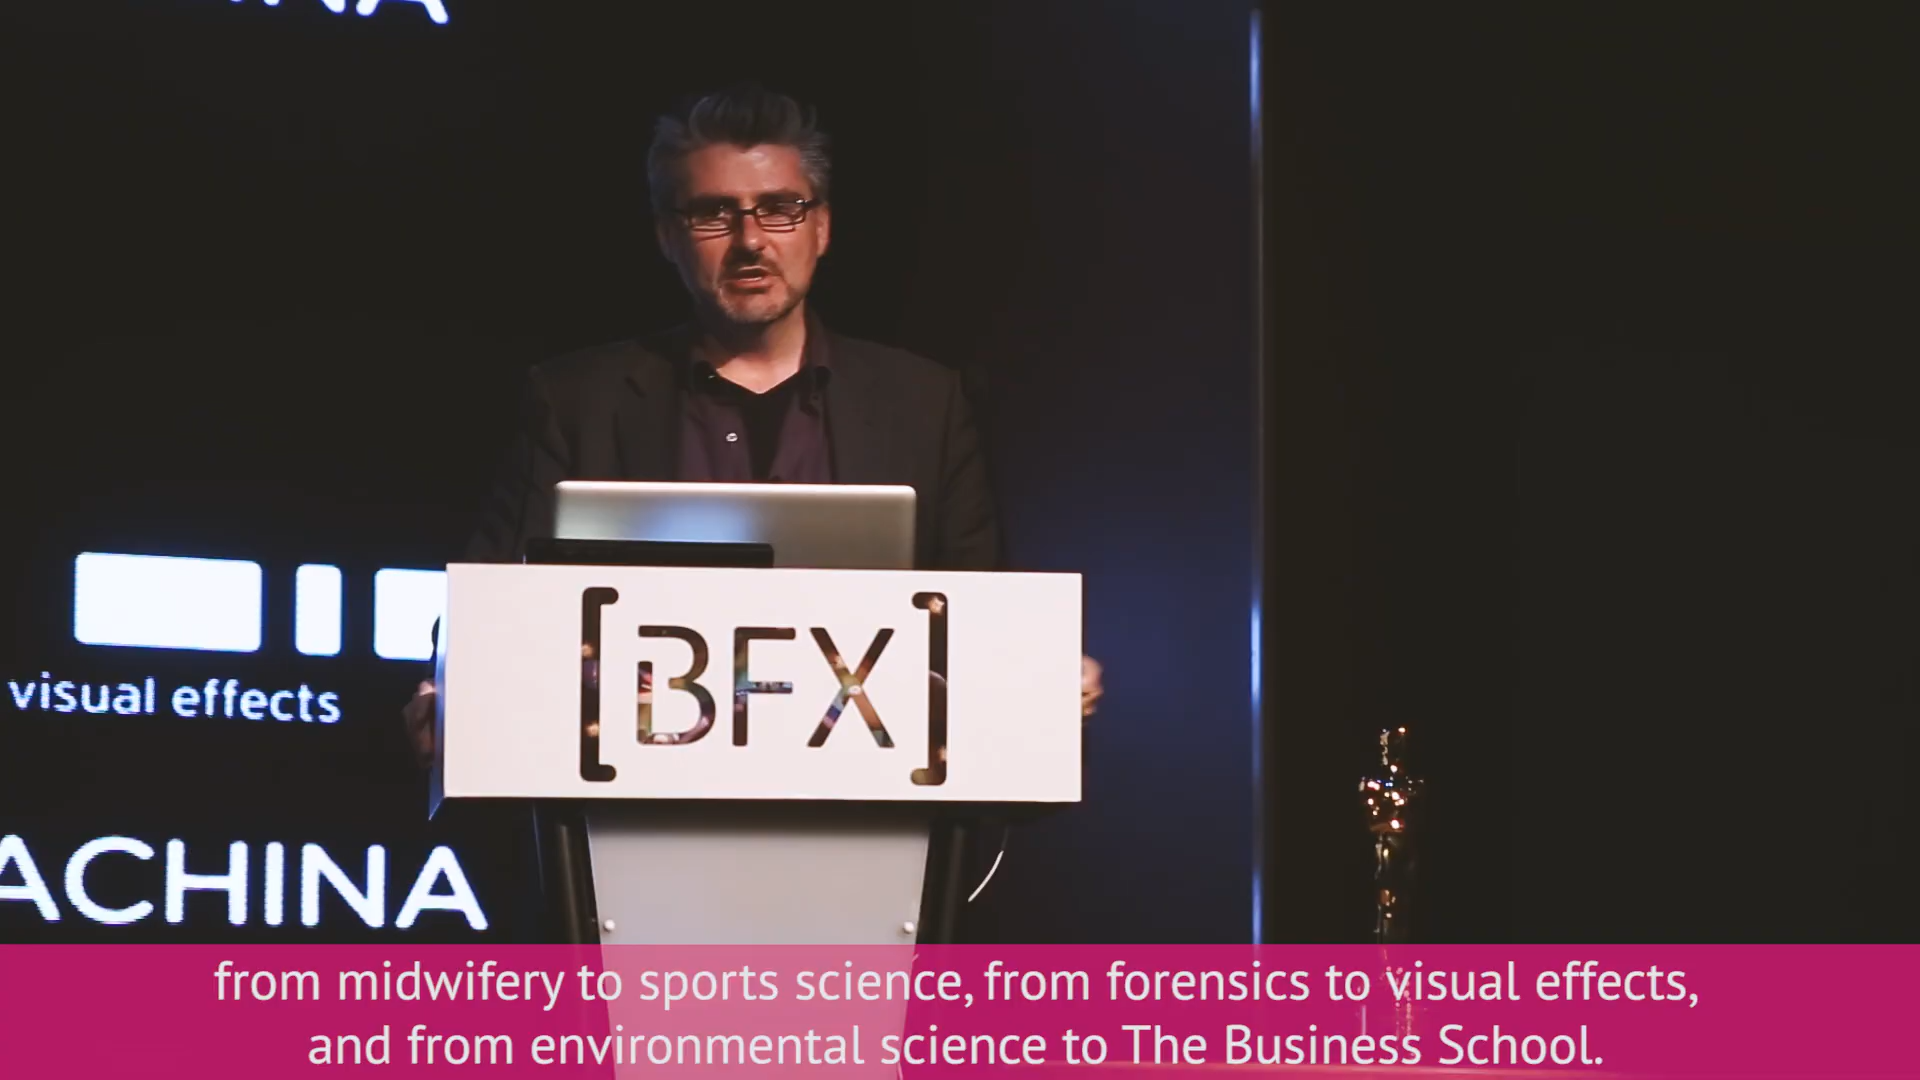 visual effects
[BFX]
ACHINA
from midwifery to sports science, from forensics to visual effects,
and from environmental science to The Business School.